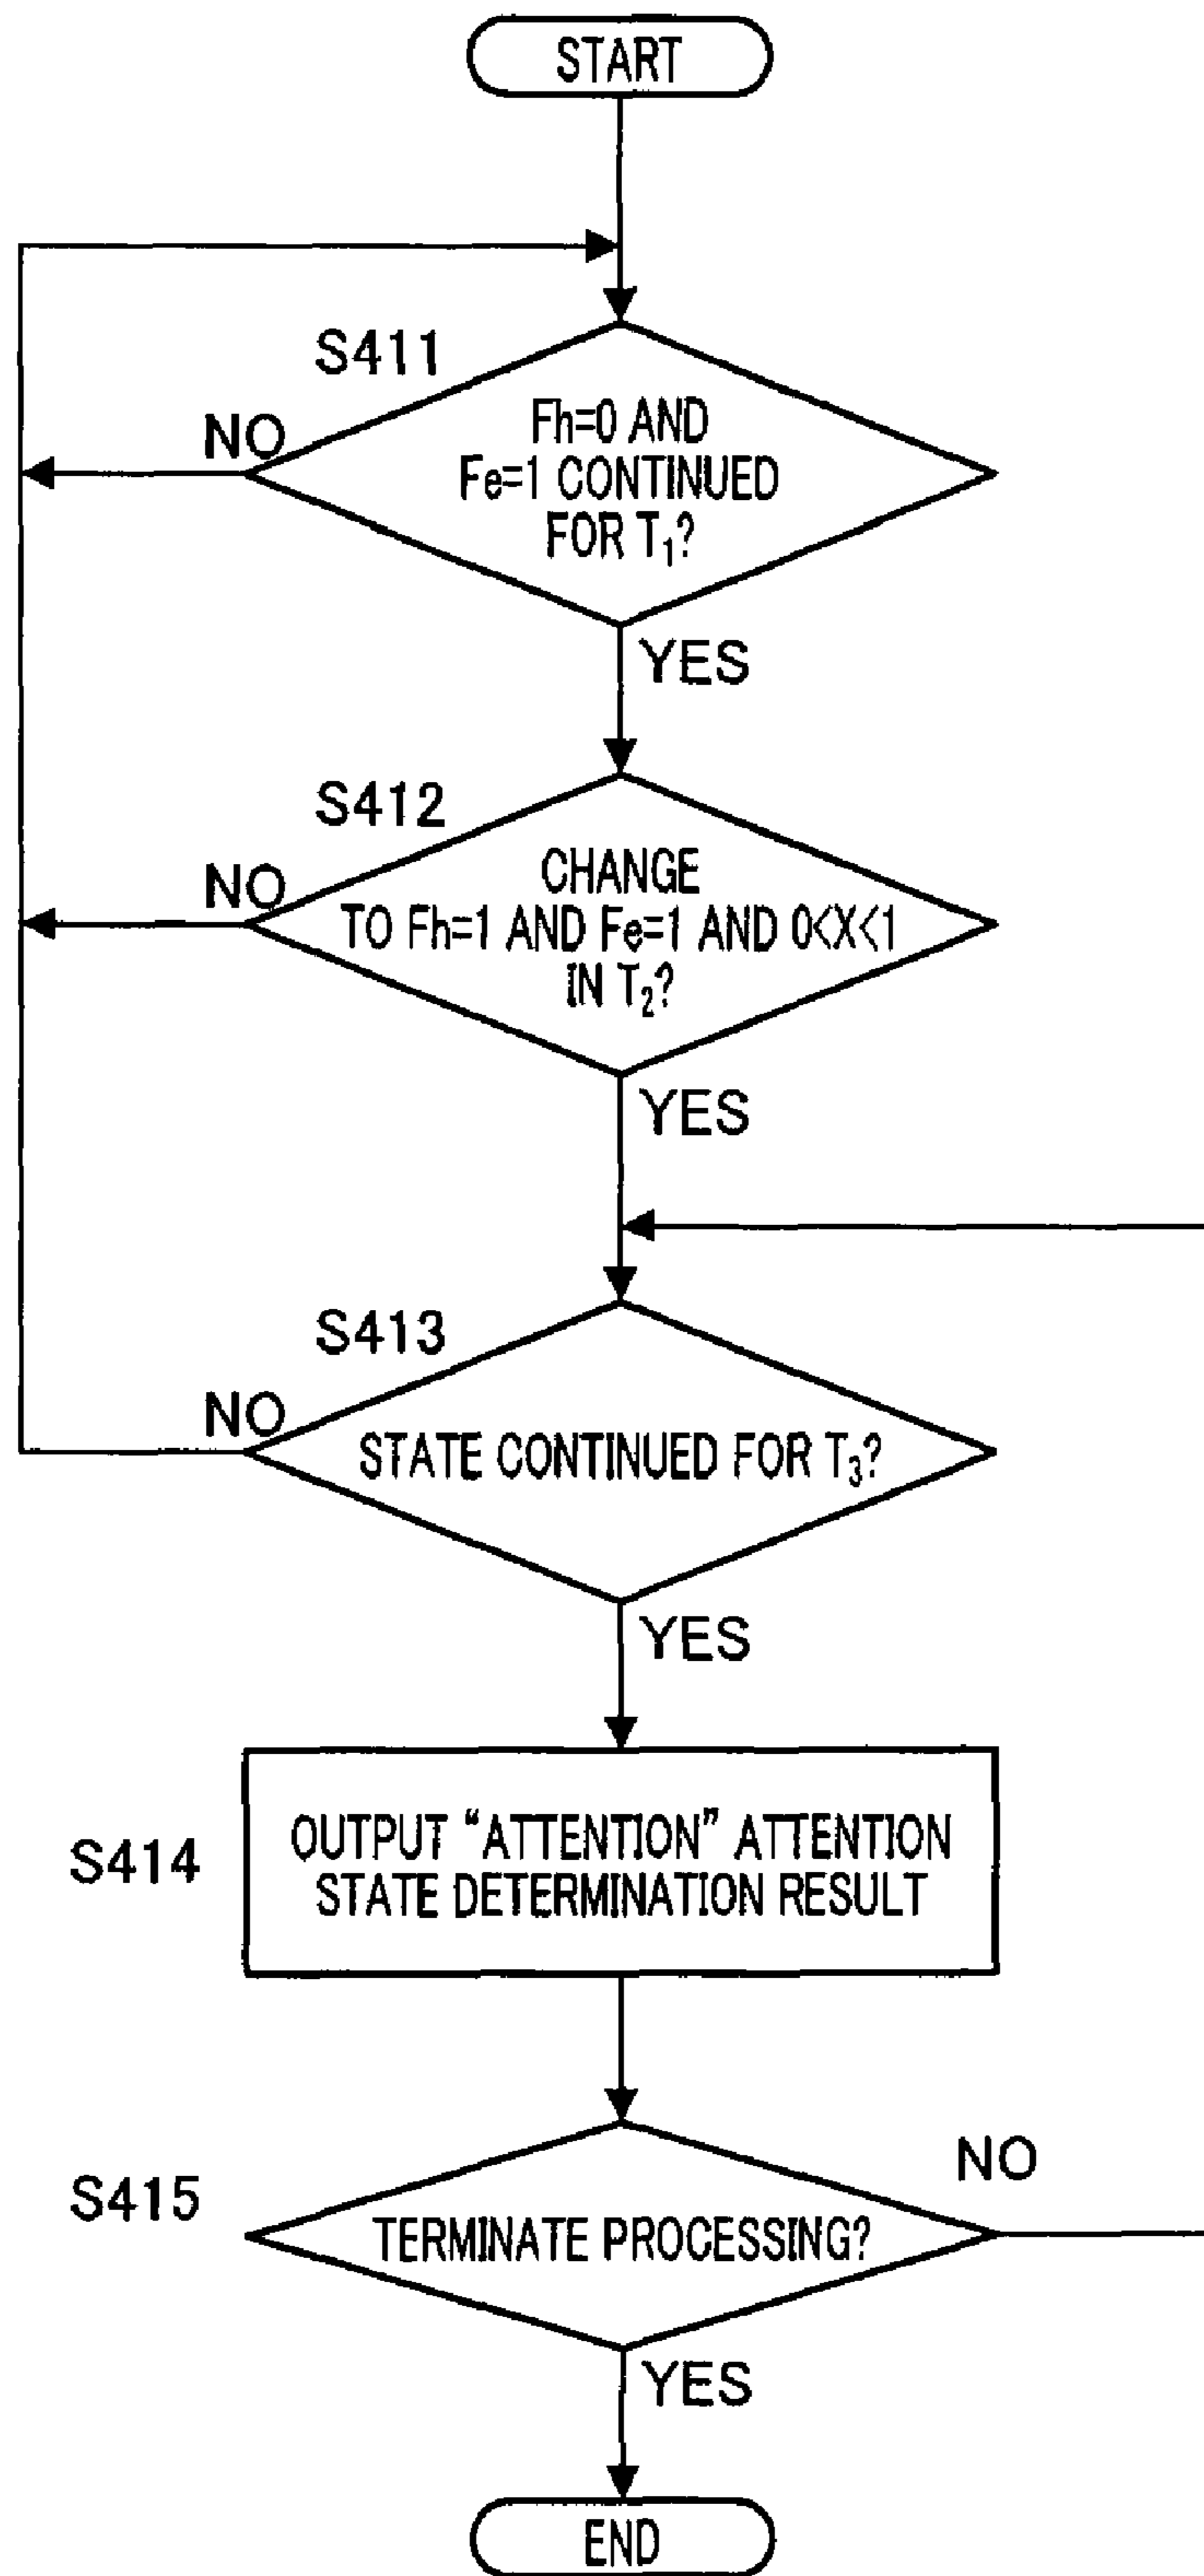 START
S411
NO
Fh=0 AND
Fe=1 CONTINUED
FOR T₁?
YES
S412
NO
CHANGE
TO Fh=1 AND Fe=1 AND 0<X<1
IN T₂?
YES
S413
NO
STATE CONTINUED FOR T₃?
YES
S414
OUTPUT “ATTENTION” ATTENTION
STATE DETERMINATION RESULT
S415
NO
TERMINATE PROCESSING?
YES
END